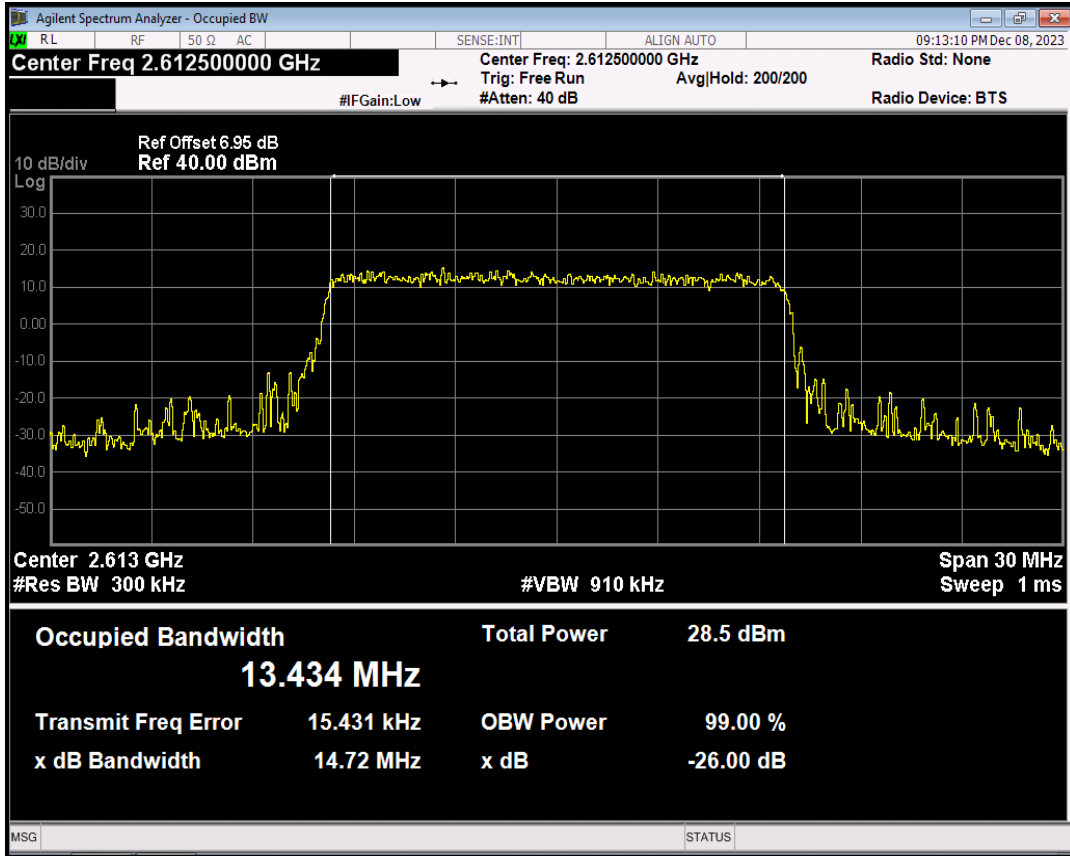 Agilent Spectrum Analyzer - Occupied BW
LXI RL RF 50 Ω AC SENSE:INT ALIGN AUTO 09:13:10 PM Dec 08, 2023
Center Freq 2.612500000 GHz
Center Freq: 2.612500000 GHz
Radio Std: None
Trig: Free Run Avg|Hold: 200/200
#IFGain:Low #Atten: 40 dB Radio Device: BTS
Ref Offset 6.95 dB
10 dB/div Ref 40.00 dBm
Log
30.0
20.0
10.0
0.00
-10.0
-20.0
-30.0
-40.0
-50.0
Center 2.613 GHz Span 30 MHz
#Res BW 300 kHz #VBW 910 kHz Sweep 1 ms
Occupied Bandwidth Total Power 28.5 dBm
13.434 MHz
Transmit Freq Error 15.431 kHz OBW Power 99.00 %
x dB Bandwidth 14.72 MHz x dB -26.00 dB
MSG STATUS